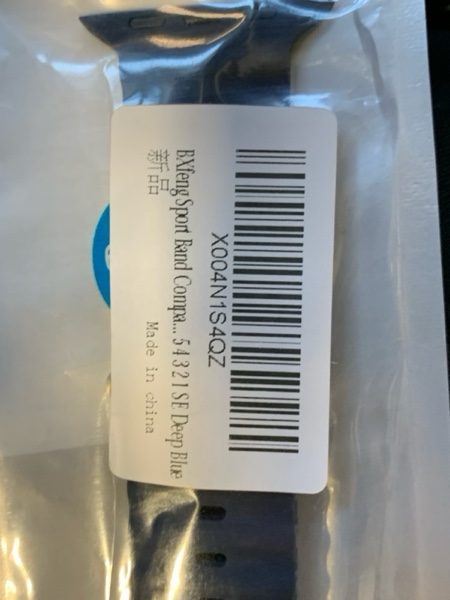 X004N1S4QZ
BXfeng Sport Band Compa... 5 4 3 2 1 SE Deep Blue
新品
Made in china